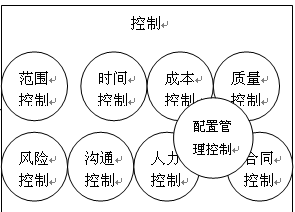 控制
范围 时间 成本 质量
控制 控制 控制 控制
配置管
理控制
风险 沟通 人力 合同
控制 控制 控制 控制